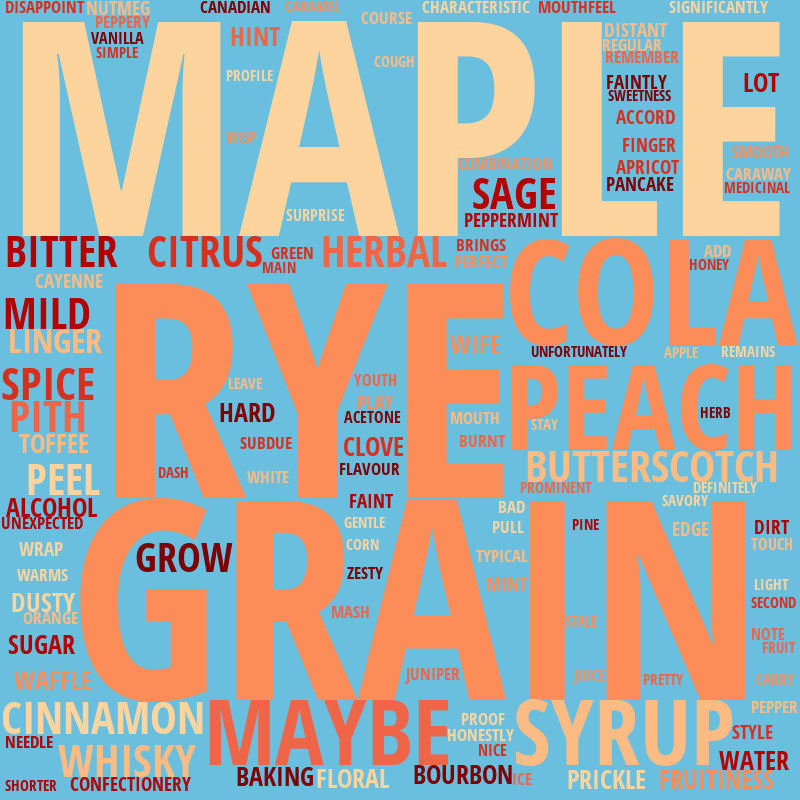 DISAPPOINT NUTMEG CANADIAN CARAMEL COURSE CHARACTERISTIC MOUTHFEEL SIGNIFICANTLY
PEPPERY
VANILLA
SIMPLE
HINT
PROFILE
COUGH
WISP
SURPRISE
MAPLE
DISTANT
REGULAR
REMEMBER
FAINTLY
SWEETNESS
LOT
ACCORD
FINGER
SMOOTH
APRICOT
CARAWAY
PANCAKE
MEDICINAL
COMBINATION
SAGE
PEPPERMINT
BITTER
CITRUS
GREEN
MAIN
HERBAL
BRINGS
PERFECT
ADD
HONEY
COLA
CAYENNE
MILD
LINGER
WIFE
UNFORTUNATELY
APPLE
REMAINS
RYE
SPICE
PITH
TOFFEE
PEEL
LEAVE
YOUTH
PLAY
HARD
ACETONE
MOUTH
STAY
HERB
PEACH
SUBDUE
CLOVE
BURNT
DASH
WHITE
FLAVOUR
BUTTERSCOTCH
PROMINENT
DEFINITELY
ALCOHOL
UNEXPECTED
FAINT
BAD
SAVORY
GENTLE
PULL
PINE
EDGE
DIRT
WRAP
GROW
CORN
TYPICAL
TOUCH
WARMS
ZESTY
MINT
LIGHT
DUSTY
ORANGE
MASH
STALE
SECOND
GRAIN
SUGAR
NOTE
FRUIT
WAFFLE
JUNIPER
JUICE
PRETTY
CARRY
CINNAMON
MAYBE
PROOF
HONESTLY
NICE
SYRUP
PEPPER
STYLE
NEEDLE
WHISKY
WATER
SHORTER
CONFECTIONERY
BAKING
FLORAL
BOURBON
ICE
PRICKLE
FRUITINESS